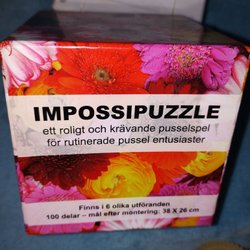 IMPOSSIPUZZLE
ett roligt och krävande pusselspel
för rutinerade pussel entusiaster
Finns i 6 olika utföranden
100 delar – mål efter montering: 38 X 26 cm